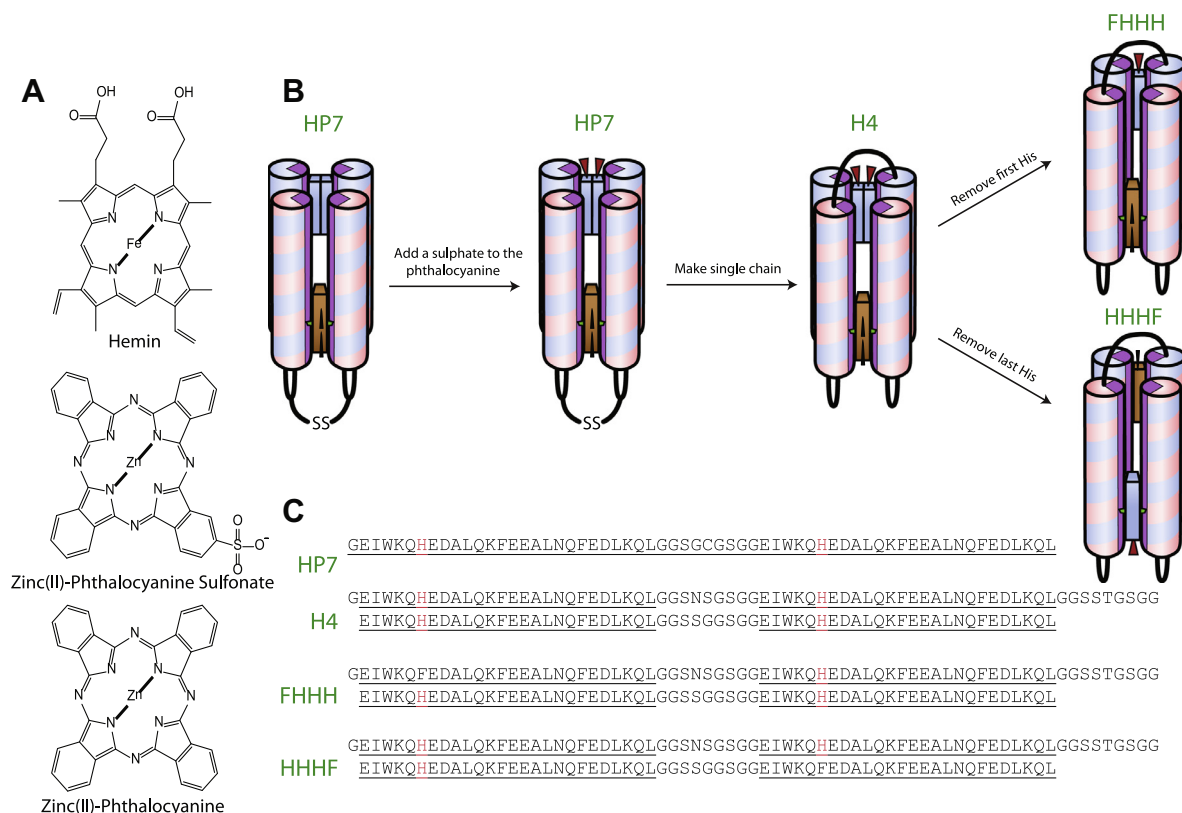 A
OH
OH
O
O
N
N
Fe
N
N
Hemin
N
N
N
N
Zn
N
N
N
N
O
S
O-
O
Zinc(II)-Phthalocyanine Sulfonate
N
N
N
N
Zn
N
N
N
N
Zinc(II)-Phthalocyanine
B
HP7
SS
Add a sulphate to the
phthalocyanine
HP7
SS
Make single chain
H4
Remove first His
FHHH
Remove last His
HHHF
C
HP7
GEIWKQHEDALQKFEEALNQFEDLKQLGGSGCGSGGEIWKQHEDALQKFEEALNQFEDLKQL
H4
GEIWKQHEDALQKFEEALNQFEDLKQLGGSNSGSGGEIWKQHEDALQKFEEALNQFEDLKQLGGSSTGSGG
EIWKQHEDALQKFEEALNQFEDLKQLGGSSGGSGGEIWKQHEDALQKFEEALNQFEDLKQL
FHHH
GEIWKQFEDALQKFEEALNQFEDLKQLGGSNSGSGGEIWKQHEDALQKFEEALNQFEDLKQLGGSSTGSGG
EIWKQHEDALQKFEEALNQFEDLKQLGGSSGGSGGEIWKQHEDALQKFEEALNQFEDLKQL
HHHF
GEIWKQHEDALQKFEEALNQFEDLKQLGGSNSGSGGEIWKQHEDALQKFEEALNQFEDLKQLGGSSTGSGG
EIWKQHEDALQKFEEALNQFEDLKQLGGSSGGSGGEIWKQFEDALQKFEEALNQFEDLKQL